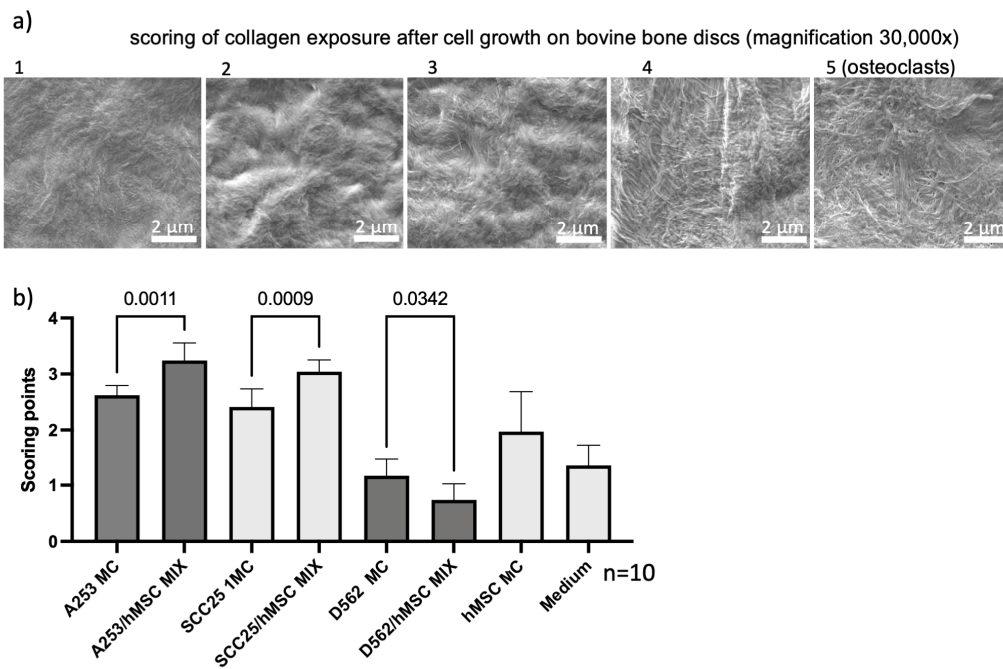 a)
scoring of collagen exposure after cell growth on bovine bone discs (magnification 30,000x)
1
2
3
4
5 (osteoclasts)
2 µm
2 µm
2 µm
2 µm
2 µm
b)
0.0011
0.0009
0.0342
4
3
2
1
0
Scoring points
A253 MC
A253/hMSC MIX
SCC25 1MC
SCC25/hMSC MIX
D562 MC
D562/hMSC MIX
hMSC MC
Medium
n=10